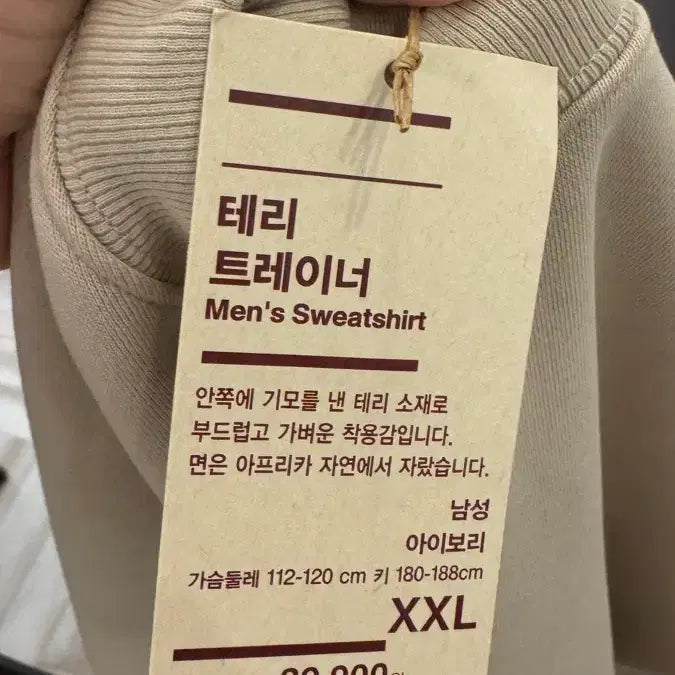 테리
트레이너
Men's Sweatshirt
안쪽에 기모를 낸 테리 소재로
부드럽고 가벼운 착용감입니다.
면은 아프리카 자연에서 자랐습니다.
남성
아이보리
가슴둘레 112-120 cm 키 180-188cm
XXL